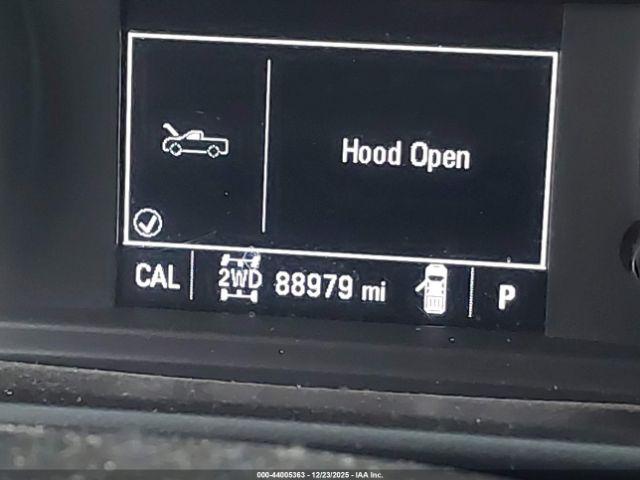 Hood Open
CAL 2WD 88979 mi P
000-44005363 - 12/23/2025 - IAA Inc.